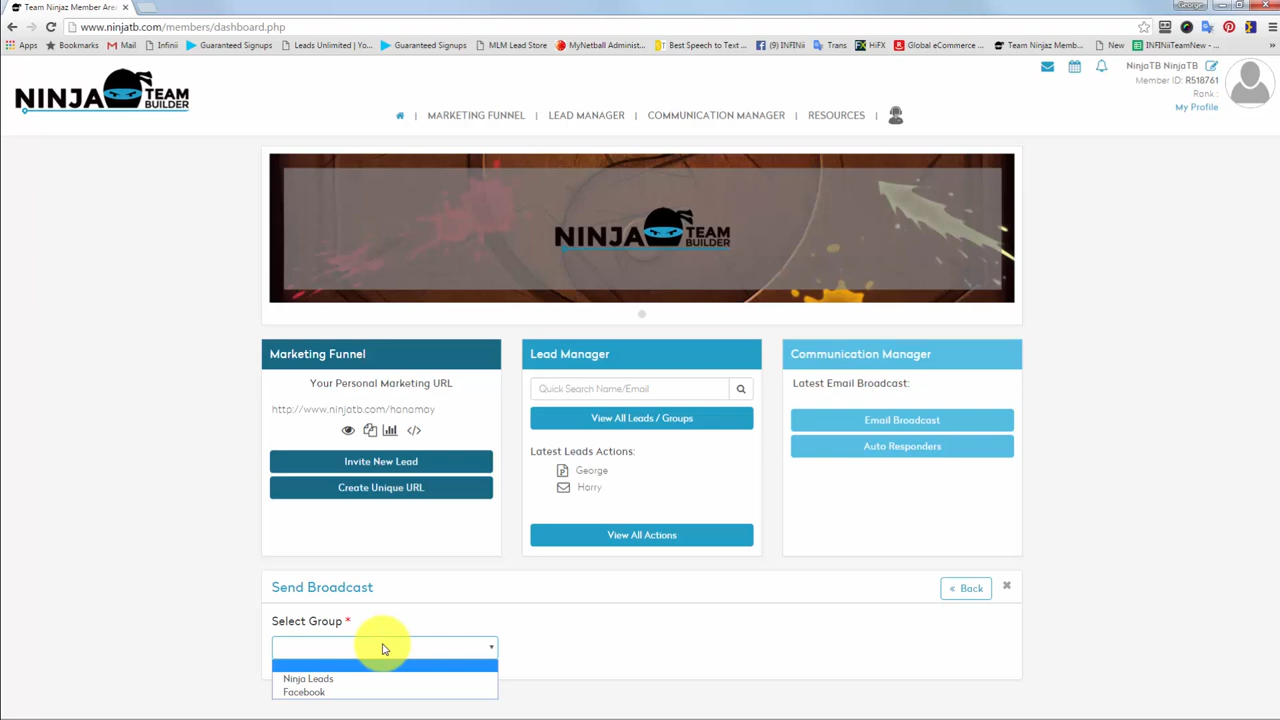 Team Ninjaz Member Are
George
www.ninjatb.com/members/dashboard.php
Apps Bookmarks Mail Infinii Guaranteed Signups Leads Unlimited | Yo... Guaranteed Signups MLM Lead Store MyNetball Administ... Best Speech to Text ... (9) INFINii Trans HiFX Global eCommerce ... Team Ninjaz Memb... New INFINiiTeamNew - ...
NINJA TEAM BUILDER
NinjaTB NinjaTB
Member ID: R518761
Rank :
My Profile
| MARKETING FUNNEL | LEAD MANAGER | COMMUNICATION MANAGER | RESOURCES |
NINJA TEAM BUILDER
Marketing Funnel
Your Personal Marketing URL
http://www.ninjatb.com/hanamay
Invite New Lead
Create Unique URL
Lead Manager
Quick Search Name/Email
View All Leads / Groups
Latest Leads Actions:
George
Harry
View All Actions
Communication Manager
Latest Email Broadcast:
Email Broadcast
Auto Responders
Send Broadcast
« Back
Select Group *
Ninja Leads
Facebook